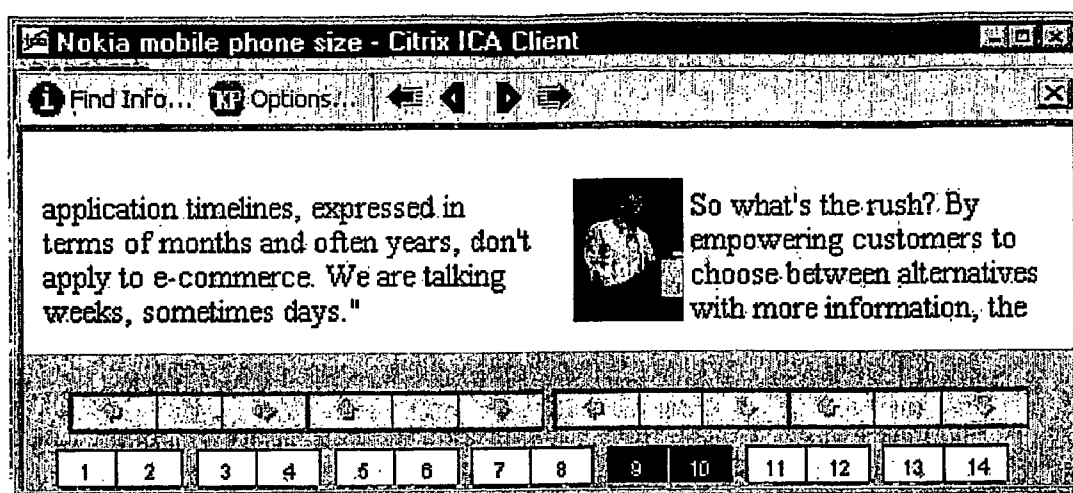 Nokia mobile phone size - Citrix ICA Client
Find Info... Options...
application timelines, expressed in
terms of months and often years, don't
apply to e-commerce. We are talking
weeks, sometimes days."
So what's the rush? By
empowering customers to
choose between alternatives
with more information, the
1 2 3 4 5 6 7 8 9 10 11 12 13 14